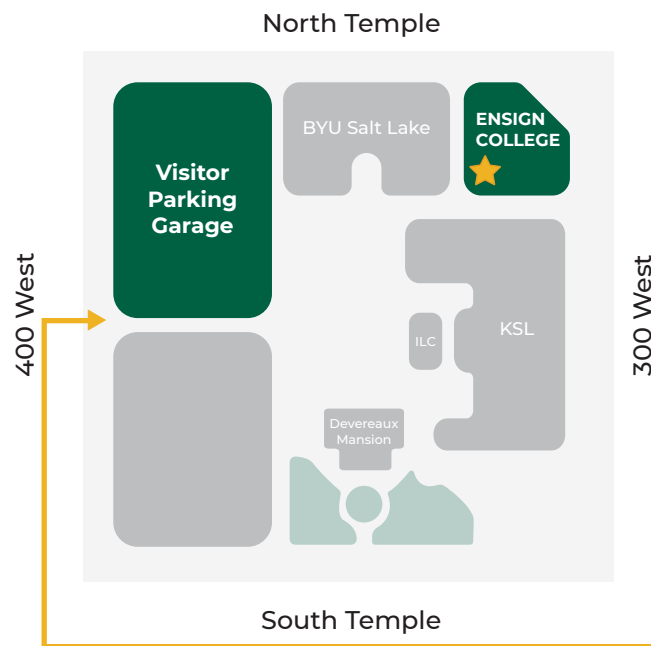 North Temple
BYU Salt Lake
ENSIGN
COLLEGE
Visitor
Parking
Garage
400 West
300 West
ILC
KSL
Devereaux
Mansion
South Temple